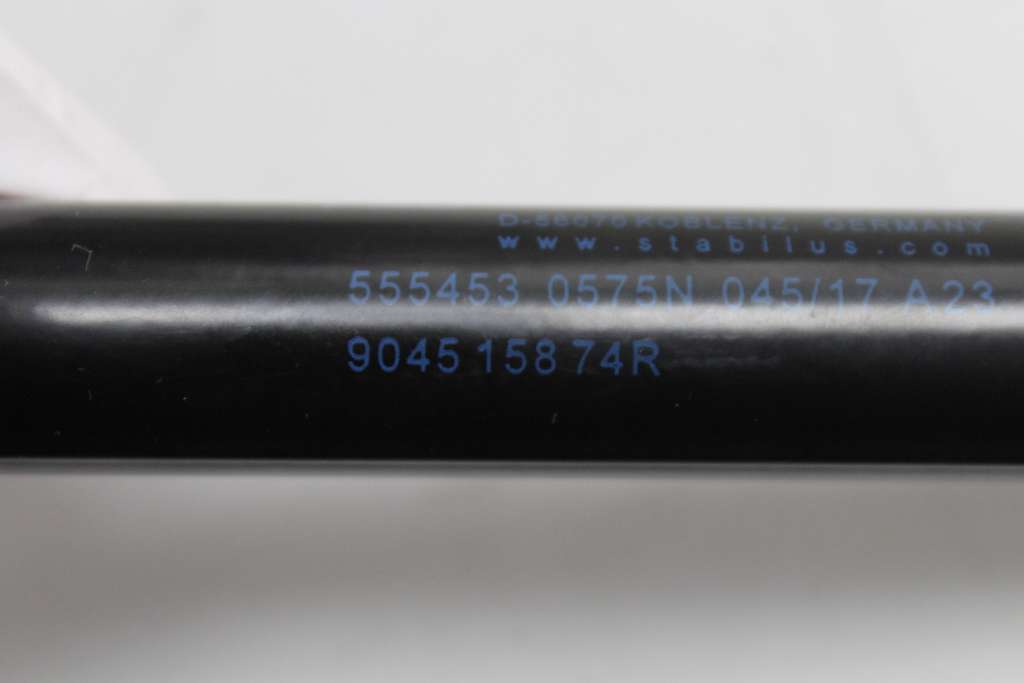 D-56070 KOBLENZ, GERMANY
www.stabilus.com
555453 0575N 045/17 A23
9045 158 74R